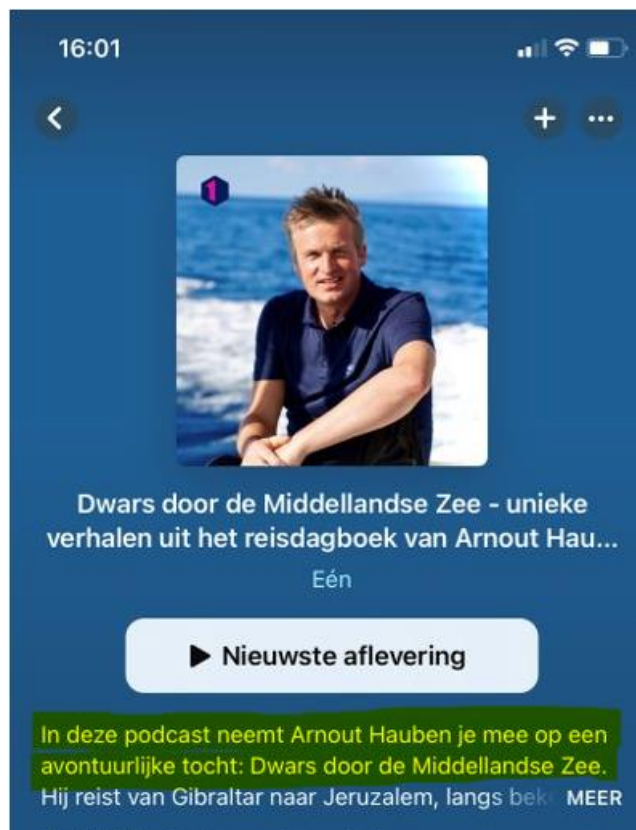 16:01
1
Dwars door de Middellandse Zee - unieke
verhalen uit het reisdagboek van Arnout Hau...
Eén
Nieuwste aflevering
In deze podcast neemt Arnout Hauben je mee op een
avontuurlijke tocht: Dwars door de Middellandse Zee.
Hij reist van Gibraltar naar Jeruzalem, langs MEER